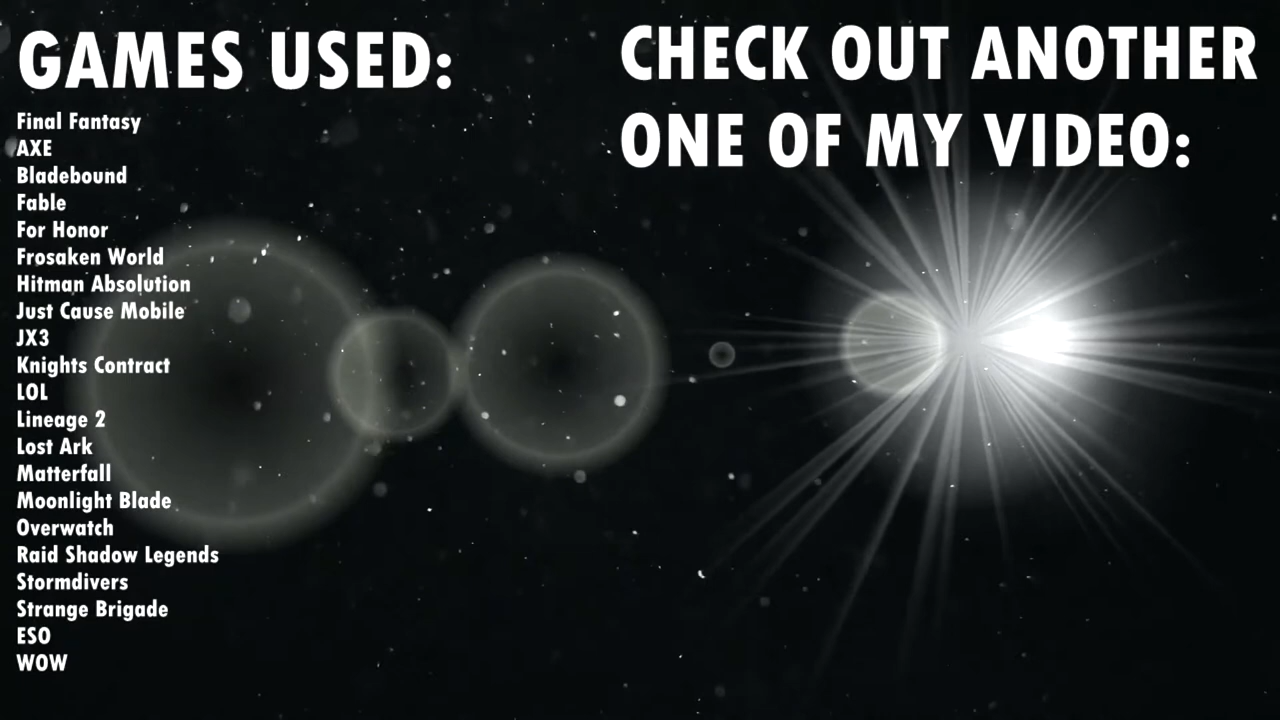 GAMES USED:
Final Fantasy
AXE
Bladebound
Fable
For Honor
Frosaken World
Hitman Absolution
Just Cause Mobile
JX3
Knights Contract
LOL
Lineage 2
Lost Ark
Matterfall
Moonlight Blade
Overwatch
Raid Shadow Legends
Stormdivers
Strange Brigade
ESO
WOW
CHECK OUT ANOTHER
ONE OF MY VIDEO: